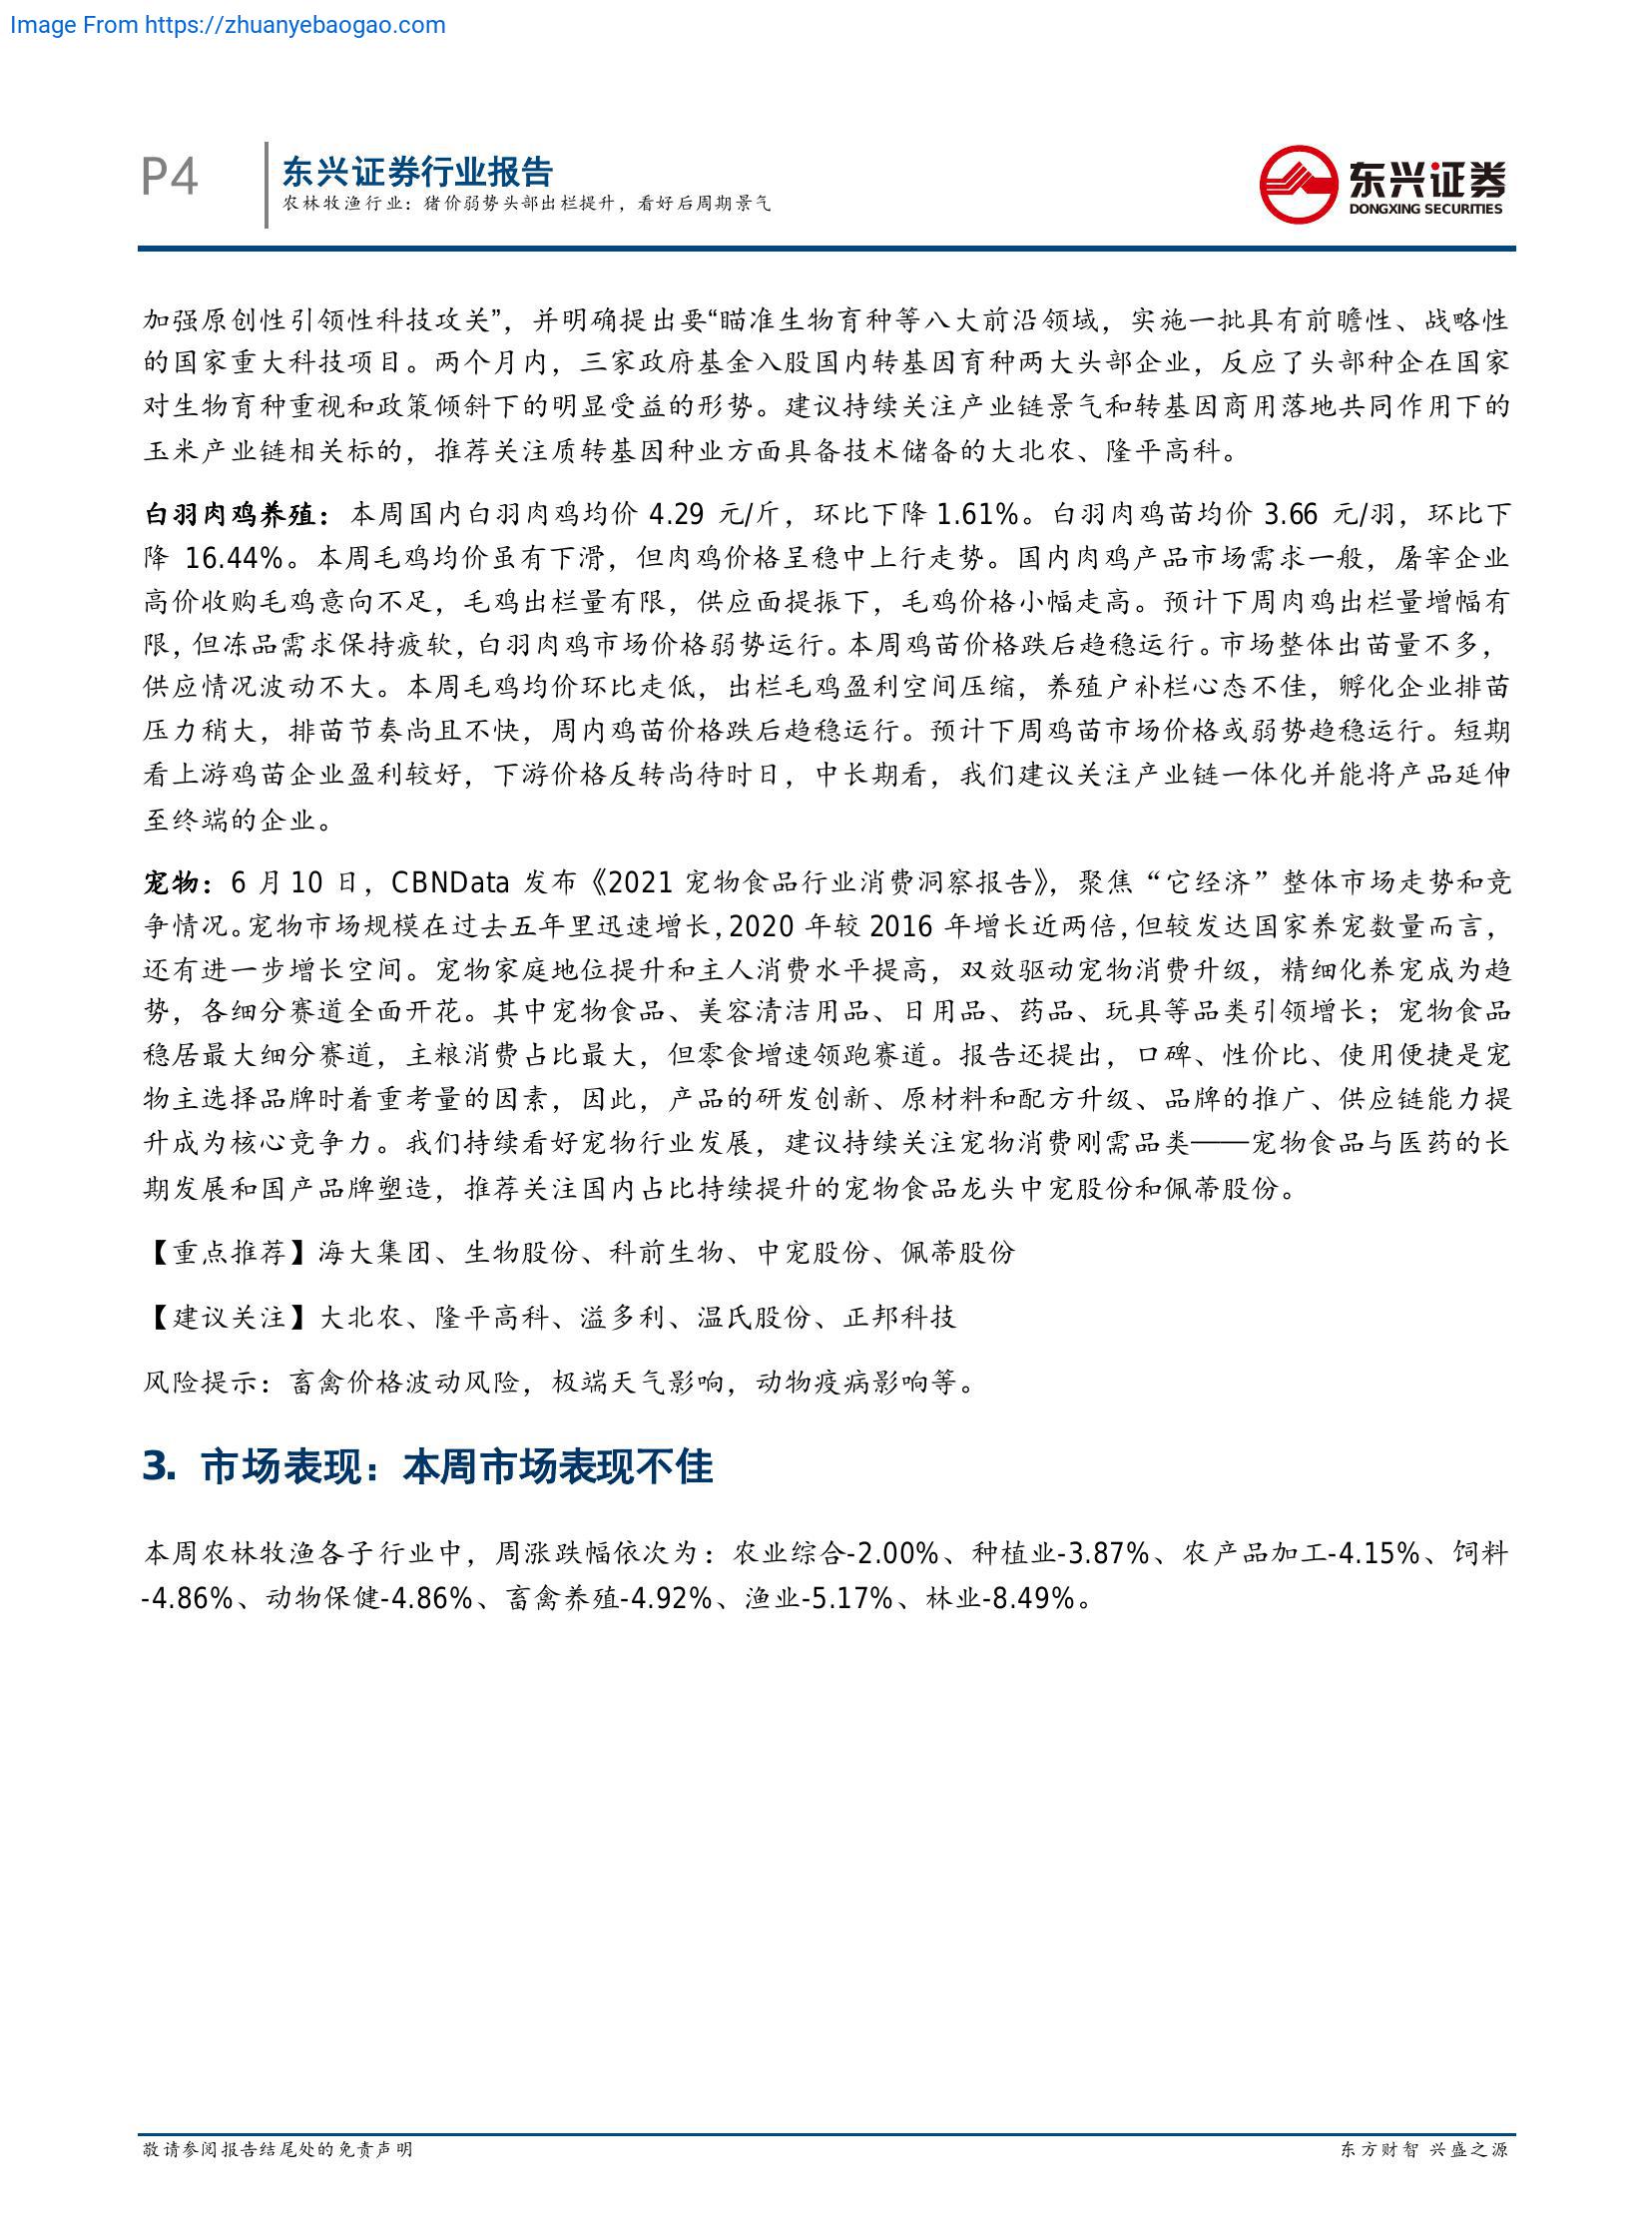 Image From https://zhuanyebaogao.com
P4
东兴证券行业报告
农林牧渔行业：猪价弱势头部出栏提升，看好后周期景气
东兴证券
DONGXING SECURITIES
加强原创性引领性科技攻关”，并明确提出要“瞄准生物育种等八大前沿领域，实施一批具有前瞻性、战略性
的国家重大科技项目。两个月内，三家政府基金入股国内转基因育种两大头部企业，反应了头部种企在国家
对生物育种重视和政策倾斜下的明显受益的形势。建议持续关注产业链景气和转基因商用落地共同作用下的
玉米产业链相关标的，推荐关注质转基因种业方面具备技术储备的大北农、隆平高科。
白羽肉鸡养殖：本周国内白羽肉鸡均价 4.29 元/斤，环比下降 1.61%。白羽肉鸡苗均价 3.66 元/羽，环比下
降 16.44%。本周毛鸡均价虽有下滑，但肉鸡价格呈稳中上行走势。国内肉鸡产品市场需求一般，屠宰企业
高价收购毛鸡意向不足，毛鸡出栏量有限，供应面提振下，毛鸡价格小幅走高。预计下周肉鸡出栏量增幅有
限，但冻品需求保持疲软，白羽肉鸡市场价格弱势运行。本周鸡苗价格跌后趋稳运行。市场整体出苗量不多，
供应情况波动不大。本周毛鸡均价环比走低，出栏毛鸡盈利空间压缩，养殖户补栏心态不佳，孵化企业排苗
压力稍大，排苗节奏尚且不快，周内鸡苗价格跌后趋稳运行。预计下周鸡苗市场价格或弱势趋稳运行。短期
看上游鸡苗企业盈利较好，下游价格反转尚待时日，中长期看，我们建议关注产业链一体化并能将产品延伸
至终端的企业。
宠物：6 月 10 日，CBNData 发布《2021 宠物食品行业消费洞察报告》，聚焦“它经济”整体市场走势和竞
争情况。宠物市场规模在过去五年里迅速增长，2020 年较 2016 年增长近两倍，但较发达国家养宠数量而言，
还有进一步增长空间。宠物家庭地位提升和主人消费水平提高，双效驱动宠物消费升级，精细化养宠成为趋
势，各细分赛道全面开花。其中宠物食品、美容清洁用品、日用品、药品、玩具等品类引领增长；宠物食品
稳居最大细分赛道，主粮消费占比最大，但零食增速领跑赛道。报告还提出，口碑、性价比、使用便捷是宠
物主选择品牌时着重考量的因素，因此，产品的研发创新、原材料和配方升级、品牌的推广、供应链能力提
升成为核心竞争力。我们持续看好宠物行业发展，建议持续关注宠物消费刚需品类——宠物食品与医药的长
期发展和国产品牌塑造，推荐关注国内占比持续提升的宠物食品龙头中宠股份和佩蒂股份。
【重点推荐】海大集团、生物股份、科前生物、中宠股份、佩蒂股份
【建议关注】大北农、隆平高科、溢多利、温氏股份、正邦科技
风险提示：畜禽价格波动风险，极端天气影响，动物疫病影响等。
3. 市场表现：本周市场表现不佳
本周农林牧渔各子行业中，周涨跌幅依次为：农业综合-2.00%、种植业-3.87%、农产品加工-4.15%、饲料
-4.86%、动物保健-4.86%、畜禽养殖-4.92%、渔业-5.17%、林业-8.49%。
敬请参阅报告结尾处的免责声明
东方财智 兴盛之源